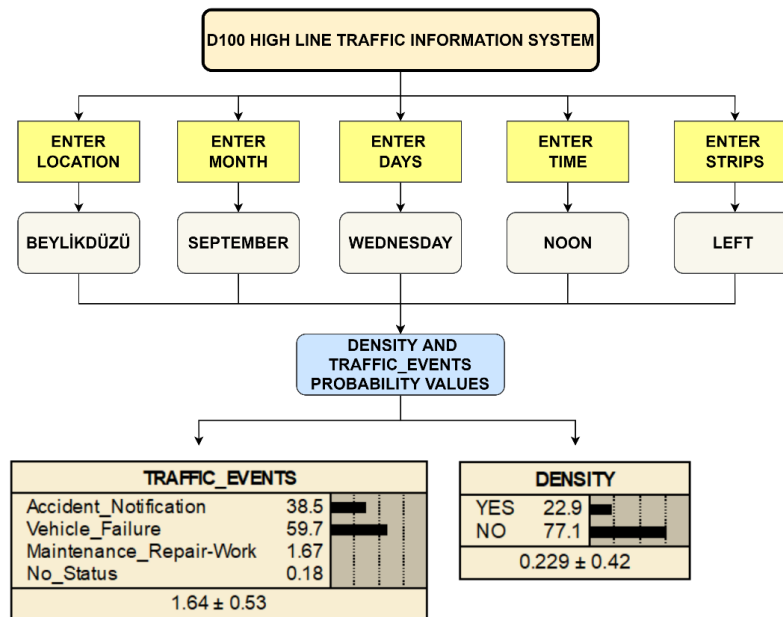 D100 HIGH LINE TRAFFIC INFORMATION SYSTEM
ENTER
LOCATION
ENTER
MONTH
ENTER
DAYS
ENTER
TIME
ENTER
STRIPS
BEYLİKDÜZÜ
SEPTEMBER
WEDNESDAY
NOON
LEFT
DENSITY AND
TRAFFIC_EVENTS
PROBABILITY VALUES
TRAFFIC_EVENTS
Accident_Notification 38.5
Vehicle_Failure 59.7
Maintenance_Repair-Work 1.67
No_Status 0.18
1.64 ± 0.53
DENSITY
YES 22.9
NO 77.1
0.229 ± 0.42